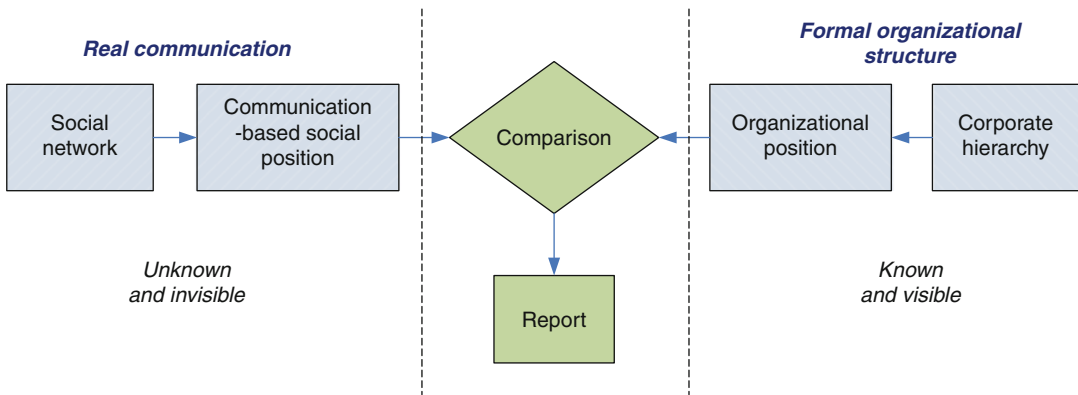 Real communication
Social
network
Communication
-based social
position
Unknown
and invisible
Comparison
Report
Formal organizational
structure
Organizational
position
Corporate
hierarchy
Known
and visible